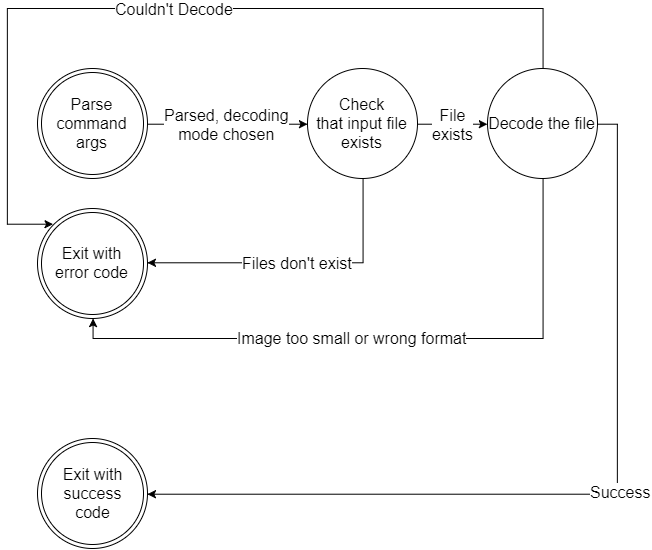 Couldn't Decode
Parse
command
args
Parsed, decoding
mode chosen
Check
that input file
exists
File
exists
Decode the file
Exit with
error code
Files don't exist
Image too small or wrong format
Exit with
success
code
Success